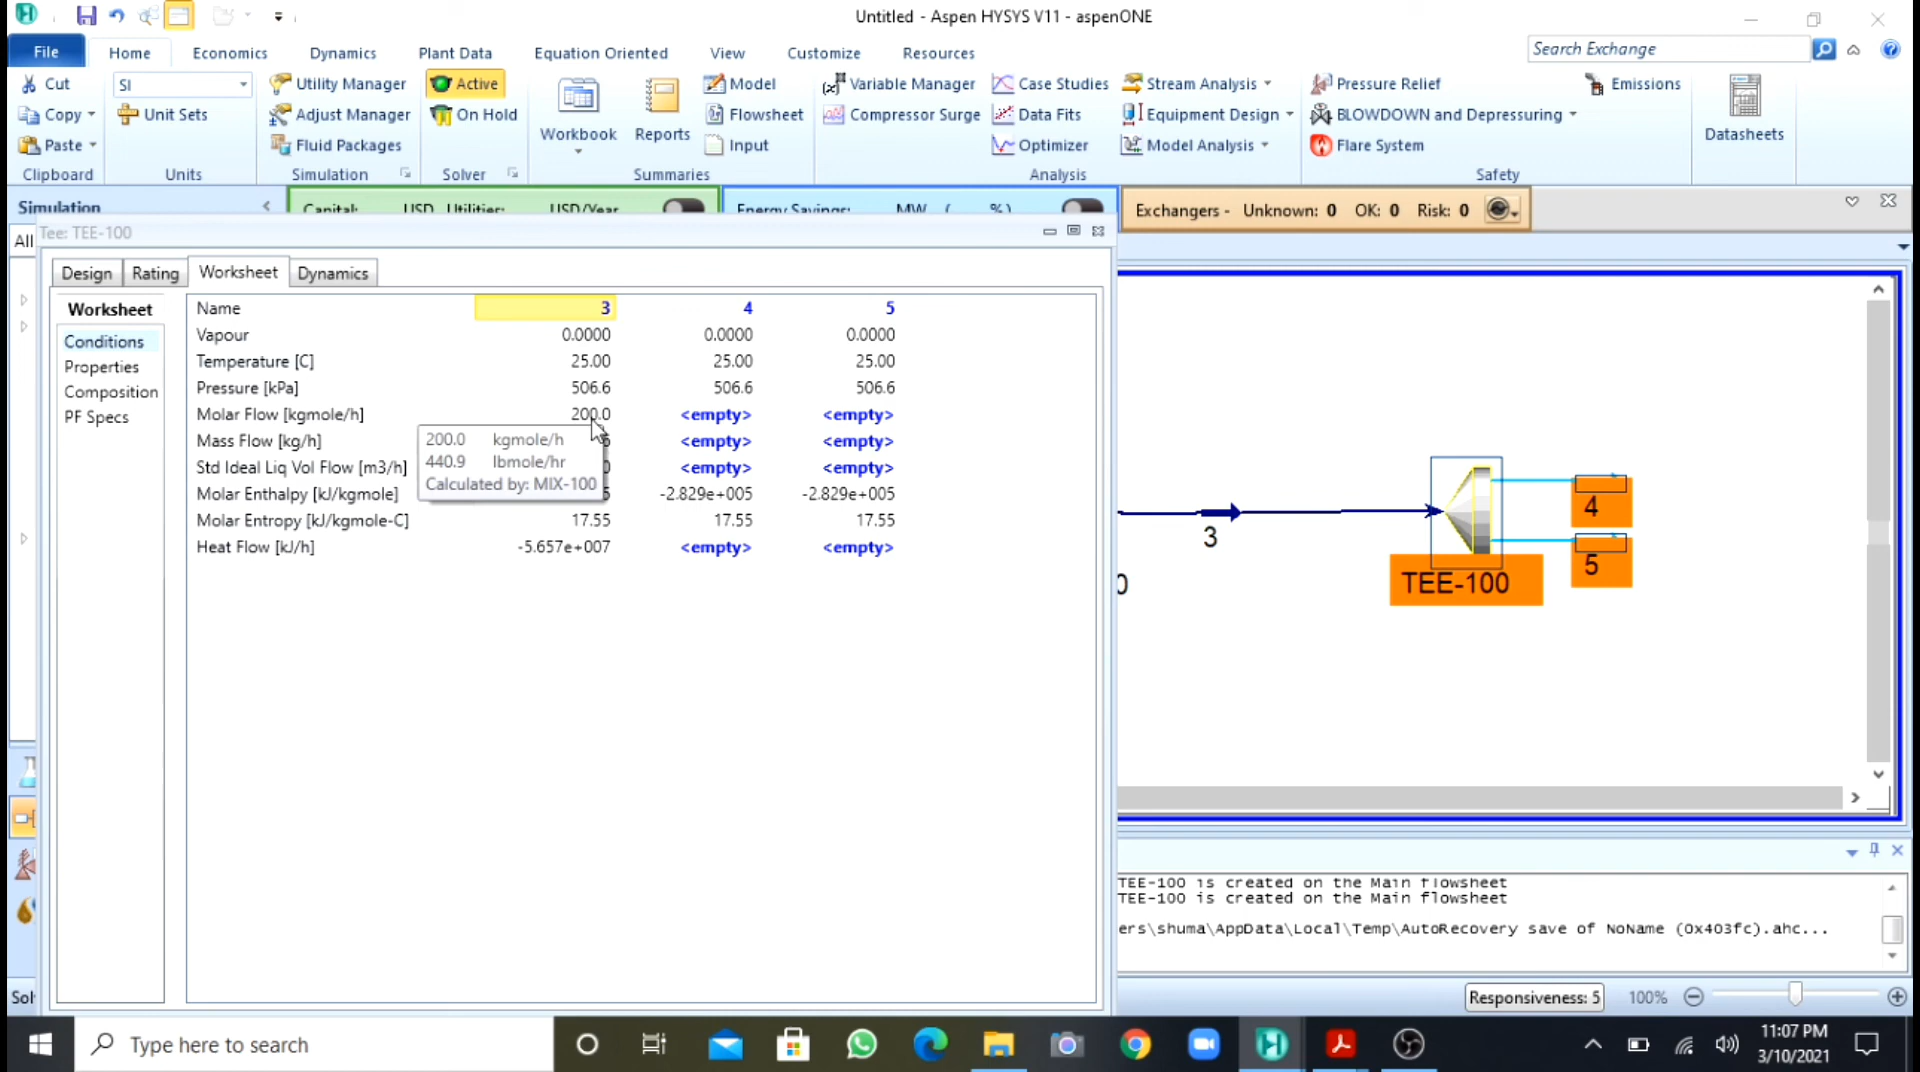 Untitled - Aspen HYSYS V11 - aspenONE
File Home Economics Dynamics Plant Data Equation Oriented View Customize Resources Search Exchange
Cut SI Utility Manager Active Model Variable Manager Case Studies Stream Analysis Pressure Relief Emissions
Copy Unit Sets Adjust Manager On Hold Flowsheet Compressor Surge Data Fits Equipment Design BLOWDOWN and Depressuring
Workbook Reports Datasheets
Paste Fluid Packages Input Optimizer Model Analysis Flare System
Clipboard Units Simulation Solver Summaries Analysis Safety
Simulation Capital: USD Utilities: USD/Year Energy Savings: MW ( %) Exchangers - Unknown: 0 OK: 0 Risk: 0
All Tee: TEE-100
Design Rating Worksheet Dynamics
Worksheet
Conditions
Properties
Composition
PF Specs
Name 3 4 5
Vapour 0.0000 0.0000 0.0000
Temperature [C] 25.00 25.00 25.00
Pressure [kPa] 506.6 506.6 506.6
Molar Flow [kgmole/h] 200.0 <empty> <empty>
Mass Flow [kg/h] <empty> <empty>
Std Ideal Liq Vol Flow [m3/h] <empty> <empty>
Molar Enthalpy [kJ/kgmole] -2.829e+005 -2.829e+005
Molar Entropy [kJ/kgmole-C] 17.55 17.55 17.55
Heat Flow [kJ/h] -5.657e+007 <empty> <empty>
200.0 kgmole/h
440.9 lbmole/hr
Calculated by: MIX-100
3
0
TEE-100
4
5
TEE-100 is created on the Main flowsheet
TEE-100 is created on the Main flowsheet
ers\shuma\AppData\Local\Temp\AutoRecovery save of NoName (0x403fc).ahc...
Responsiveness: 5 100%
Type here to search
11:07 PM
3/10/2021